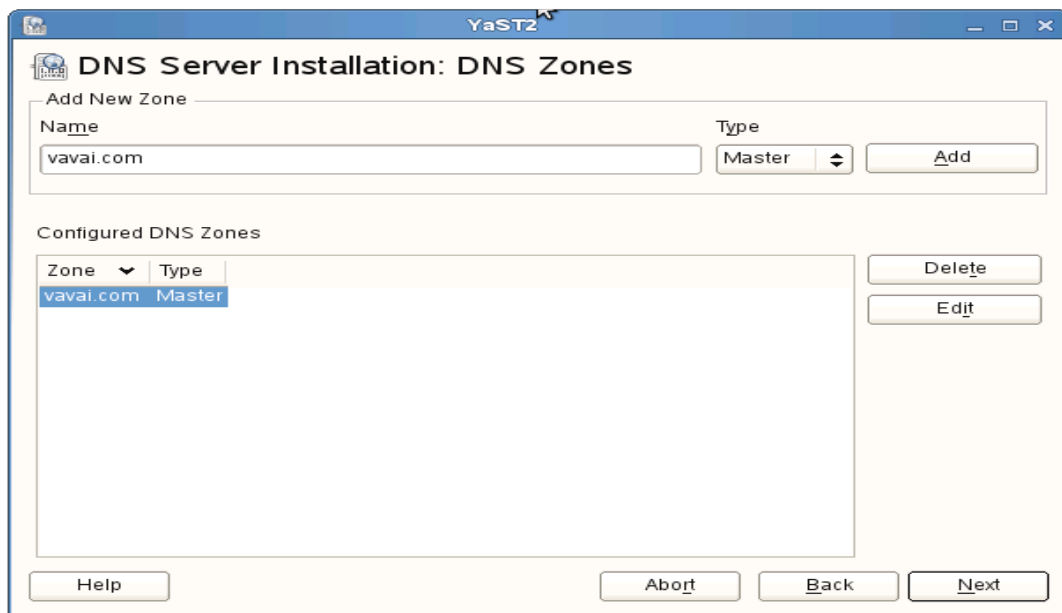 YaST2
DNS Server Installation: DNS Zones
Add New Zone
Name Type
vavai.com Master Add
Configured DNS Zones
Zone Type Delete
vavai.com Master Edit
Help Abort Back Next